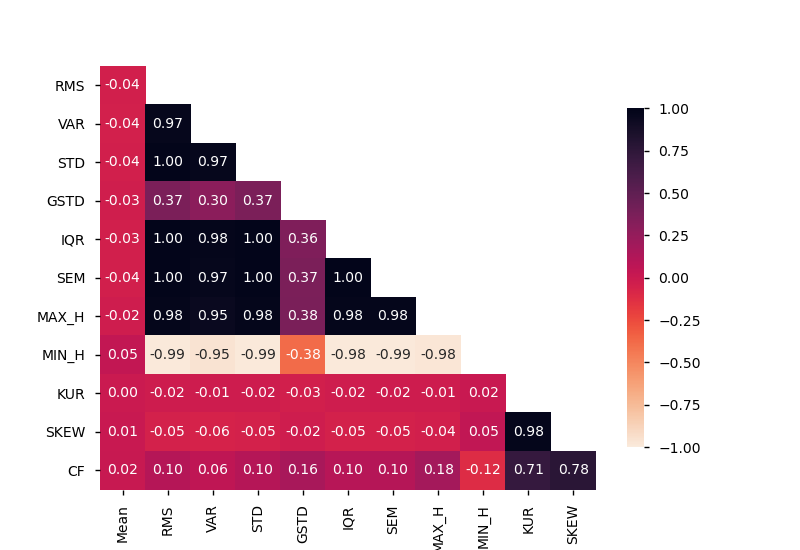 RMS -0.04
VAR -0.04 0.97
STD -0.04 1.00 0.97
GSTD -0.03 0.37 0.30 0.37
IQR -0.03 1.00 0.98 1.00 0.36
SEM -0.04 1.00 0.97 1.00 0.37 1.00
MAX_H -0.02 0.98 0.95 0.98 0.38 0.98 0.98
MIN_H 0.05 -0.99 -0.95 -0.99 -0.38 -0.98 -0.99 -0.98
KUR 0.00 -0.02 -0.01 -0.02 -0.03 -0.02 -0.02 -0.01 0.02
SKEW 0.01 -0.05 -0.06 -0.05 -0.02 -0.05 -0.05 -0.04 0.05 0.98
CF 0.02 0.10 0.06 0.10 0.16 0.10 0.10 0.18 -0.12 0.71 0.78
Mean RMS VAR STD GSTD IQR SEM MAX_H MIN_H KUR SKEW
1.00
0.75
0.50
0.25
0.00
−0.25
−0.50
−0.75
−1.00